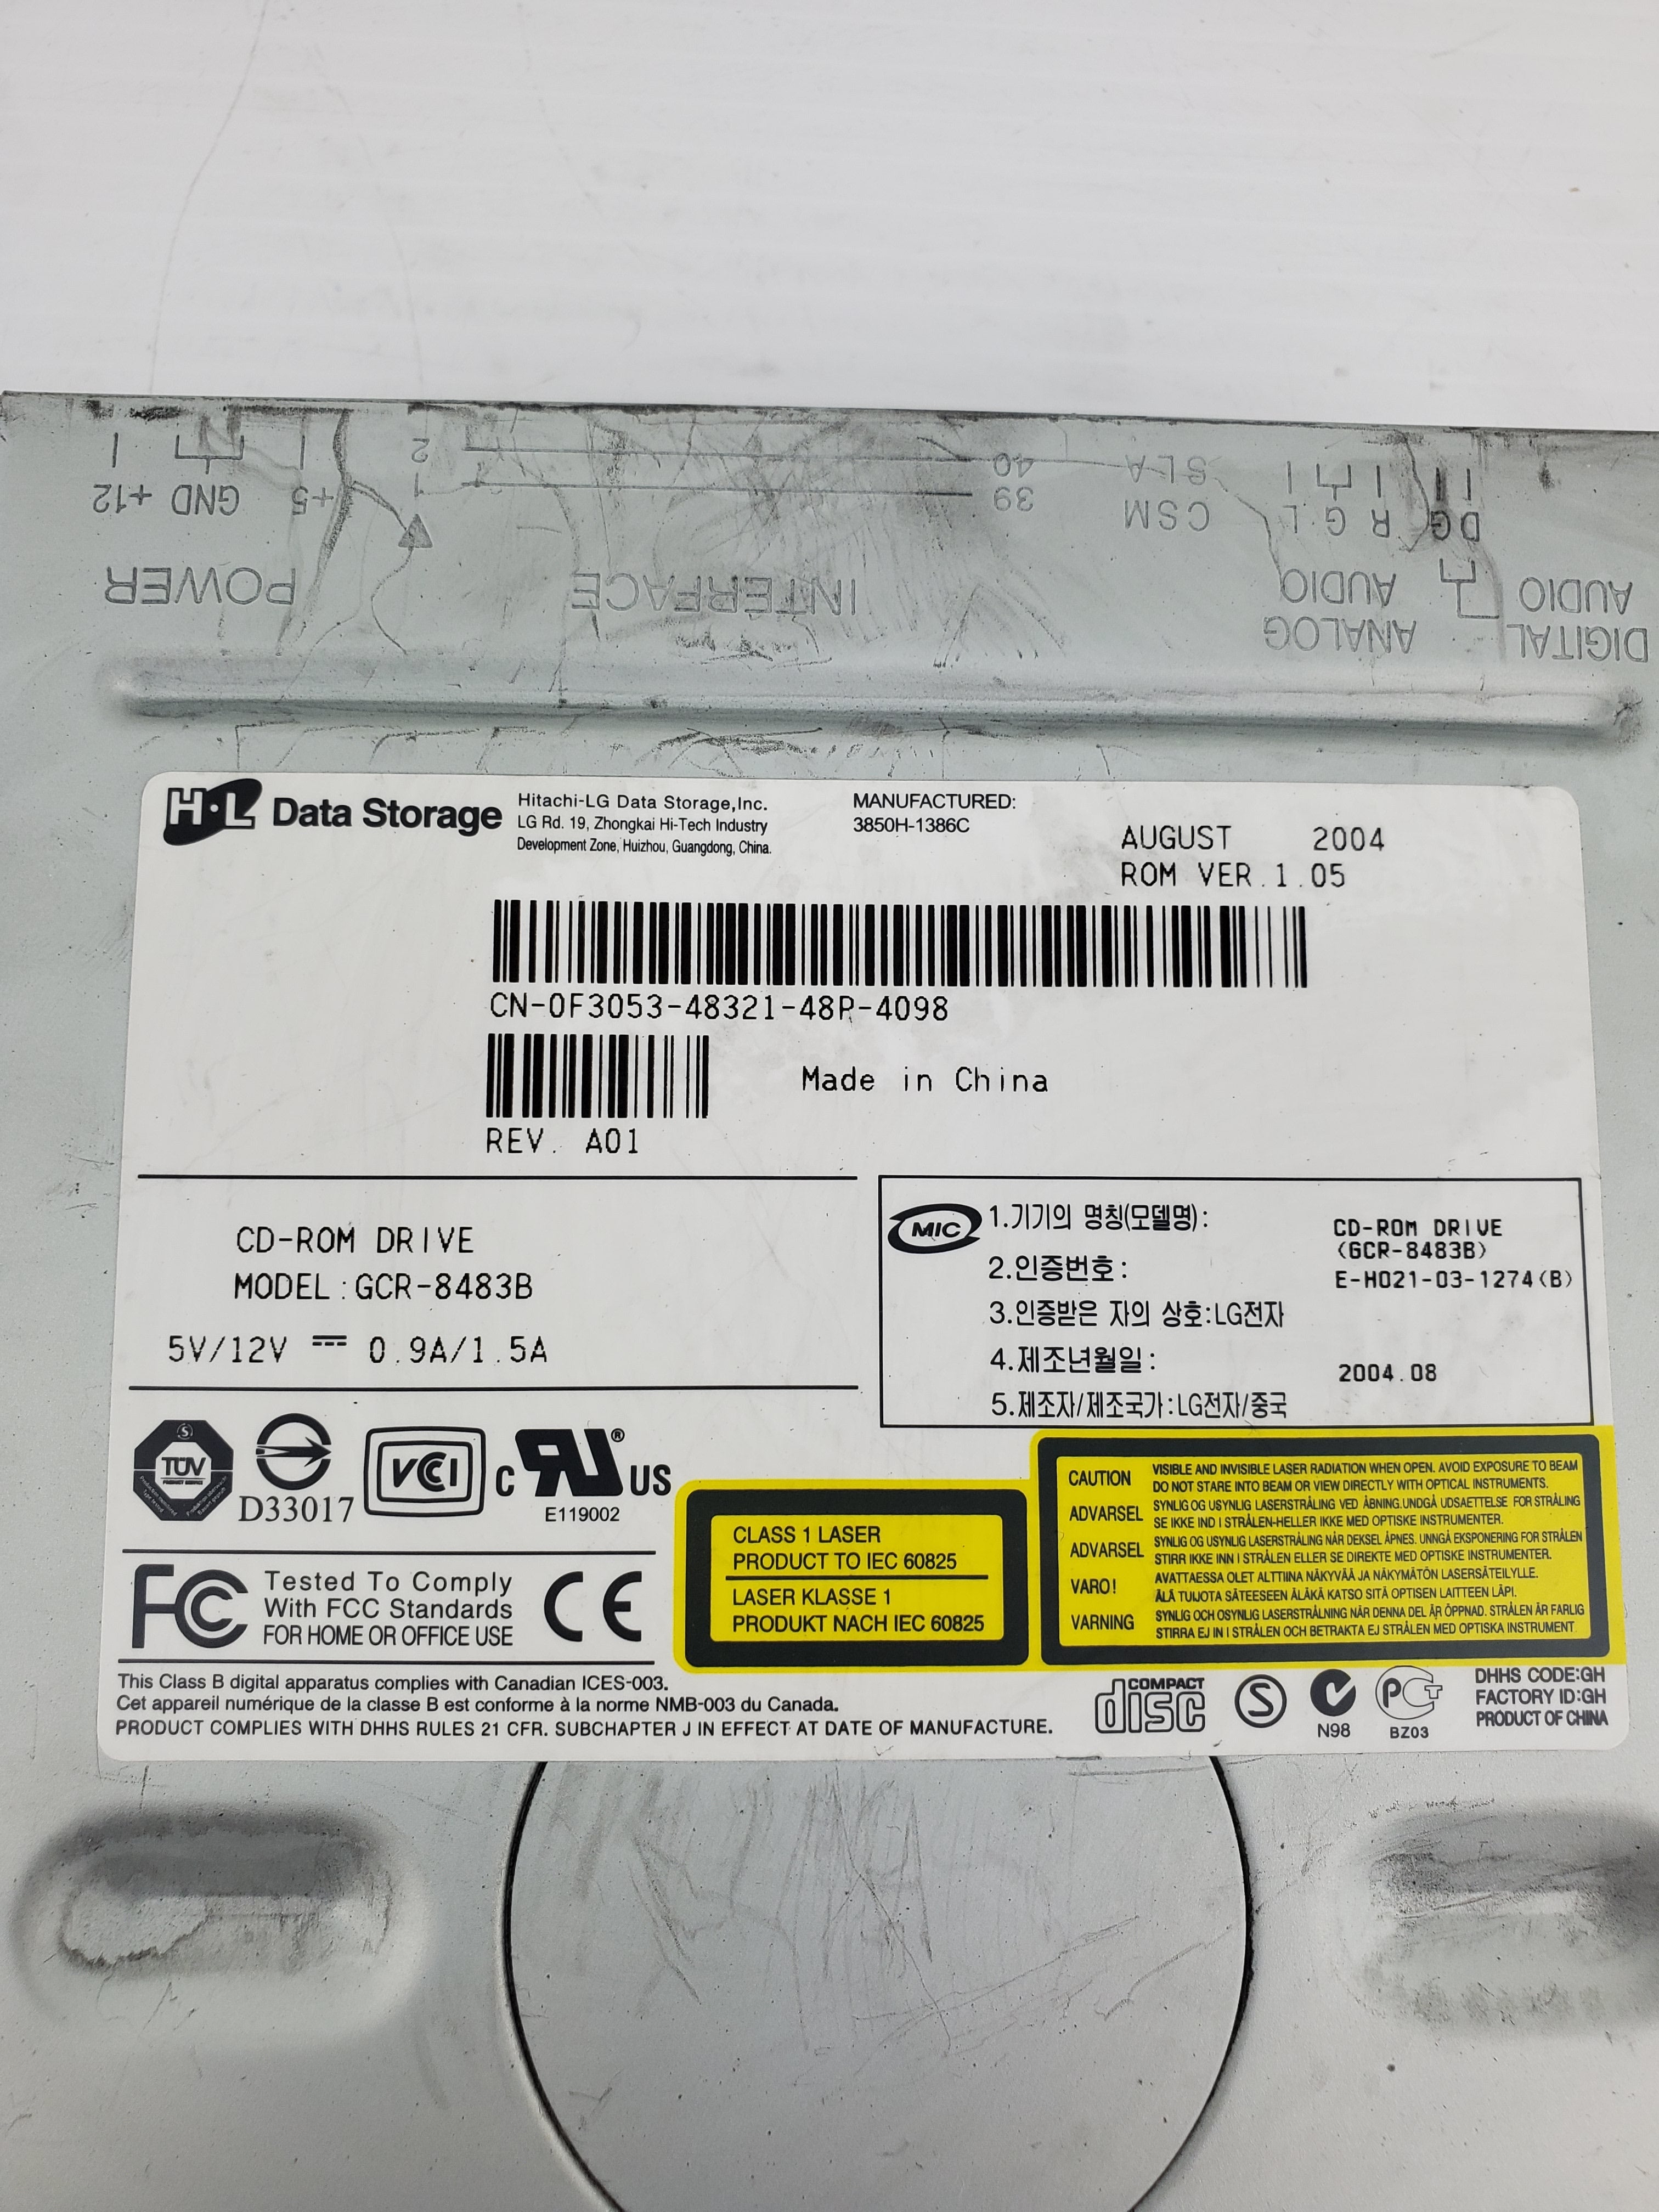 +12 GND +5
2 1
40 39
SLA CSM
L G R
G D
POWER
INTERFACE
ANALOG AUDIO
DIGITAL AUDIO
H·L Data Storage
Hitachi-LG Data Storage,Inc.
LG Rd. 19, Zhongkai Hi-Tech Industry
Development Zone, Huizhou, Guangdong, China.
MANUFACTURED:
3850H-1386C
AUGUST 2004
ROM VER.1.05
CN-0F3053-48321-48P-4098
REV. A01
Made in China
CD-ROM DRIVE
MODEL:GCR-8483B
5V/12V ⎓ 0.9A/1.5A
MIC
1.기기의 명칭(모델명): CD-ROM DRIVE
(GCR-8483B)
2.인증번호: E-H021-03-1274(B)
3.인증받은 자의 상호:LG전자
4.제조년월일: 2004.08
5.제조자/제조국가:LG전자/중국
TÜV
PRODUCT SERVICE
D33017
VCI
C RU® US
E119002
FC
Tested To Comply
With FCC Standards
FOR HOME OR OFFICE USE
CE
CLASS 1 LASER
PRODUCT TO IEC 60825
LASER KLASSE 1
PRODUKT NACH IEC 60825
CAUTION VISIBLE AND INVISIBLE LASER RADIATION WHEN OPEN. AVOID EXPOSURE TO BEAM
DO NOT STARE INTO BEAM OR VIEW DIRECTLY WITH OPTICAL INSTRUMENTS.
ADVARSEL SYNLIG OG USYNLIG LASERSTRÅLING VED ÅBNING.UNDGÅ UDSAETTELSE FOR STRÅLING
SE IKKE IND I STRÅLEN-HELLER IKKE MED OPTISKE INSTRUMENTER.
ADVARSEL SYNLIG OG USYNLIG LASERSTRÅLING NÅR DEKSEL ÅPNES. UNNGÅ EKSPONERING FOR STRÅLEN
STIRR IKKE INN I STRÅLEN ELLER SE DIREKTE MED OPTISKE INSTRUMENTER.
VARO! AVATTAESSA OLET ALTTIINA NÄKYVÄÄ JA NÄKYMÄTÖN LASERSÄTEILYLLE.
ÄLÄ TUIJOTA SÄTEESEEN ÄLÄKÄ KATSO SITÄ OPTISEN LAITTEEN LÄPI.
VARNING SYNLIG OCH OSYNLIG LASERSTRÅLNING NÄR DENNA DEL ÄR ÖPPNAD. STRÅLEN ÄR FARLIG
STIRRA EJ IN I STRÅLEN OCH BETRAKTA EJ STRÅLEN MED OPTISKA INSTRUMENT
This Class B digital apparatus complies with Canadian ICES-003.
Cet appareil numérique de la classe B est conforme à la norme NMB-003 du Canada.
PRODUCT COMPLIES WITH DHHS RULES 21 CFR. SUBCHAPTER J IN EFFECT AT DATE OF MANUFACTURE.
COMPACT disc
S
N98
BZ03
DHHS CODE:GH
FACTORY ID:GH
PRODUCT OF CHINA